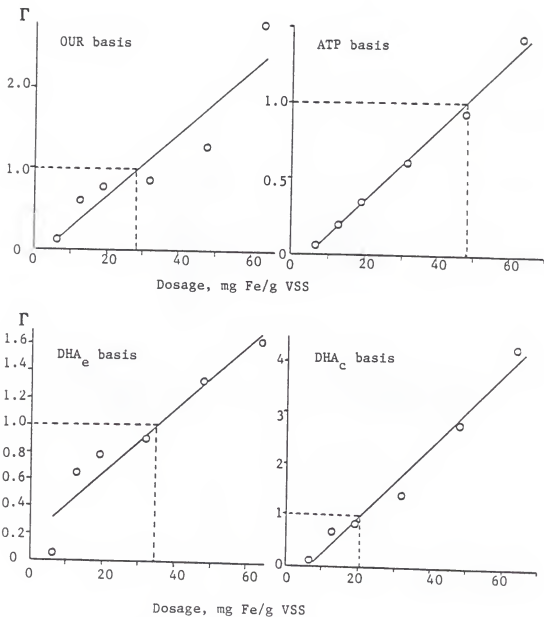 Γ
OUR basis
ATP basis
2.0
1.0
0
1.0
0.5
0
0 20 40 60
0 20 40 60
Dosage, mg Fe/g VSS
Γ
DHAe basis
DHAc basis
1.6
1.4
1.2
1.0
0.8
0.6
0.4
0.2
0
4
3
2
1
0
0 20 40 60
0 20 40 60
Dosage, mg Fe/g VSS